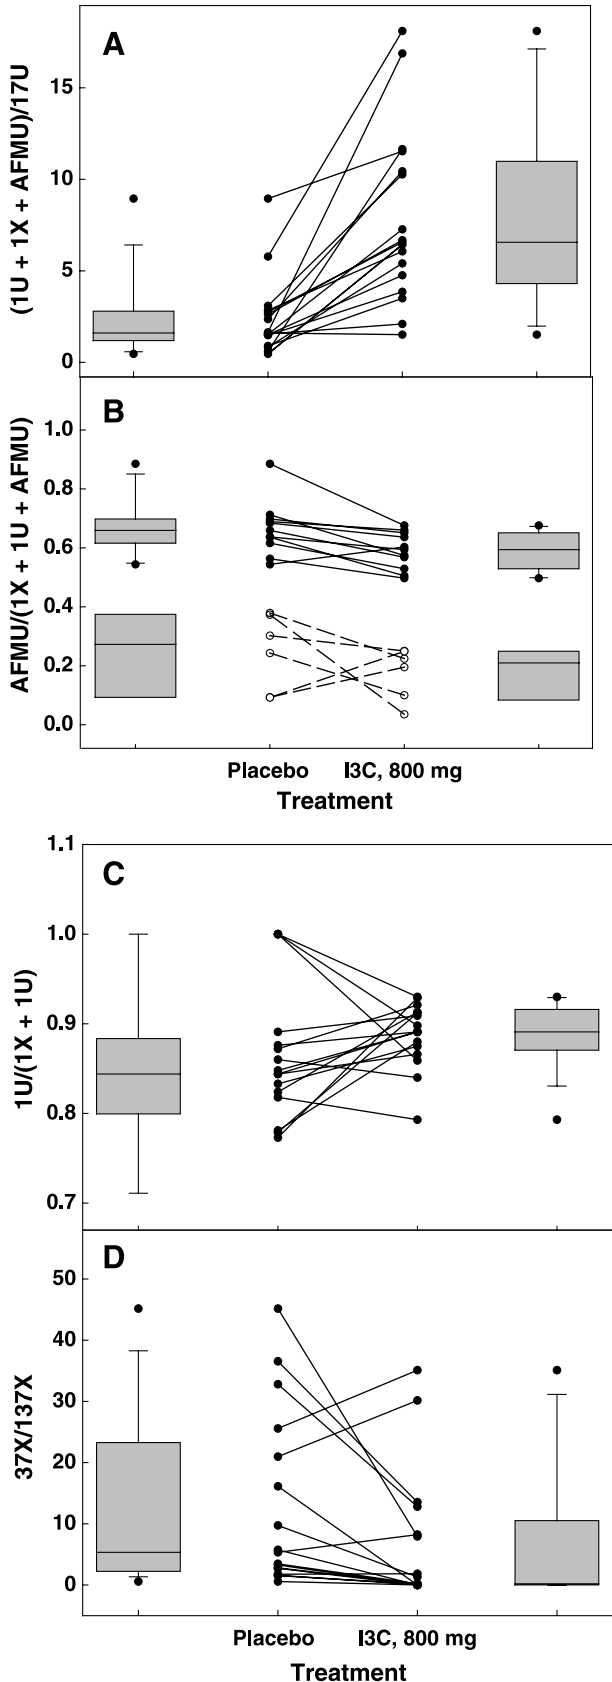 A
(1U + 1X + AFMU)/17U
15
10
5
0
B
AFMU/(1X + 1U + AFMU)
1.0
0.8
0.6
0.4
0.2
0.0
Placebo I3C, 800 mg
Treatment
C
1U/(1X + 1U)
1.1
1.0
0.9
0.8
0.7
D
37X/137X
50
40
30
20
10
0
Placebo I3C, 800 mg
Treatment